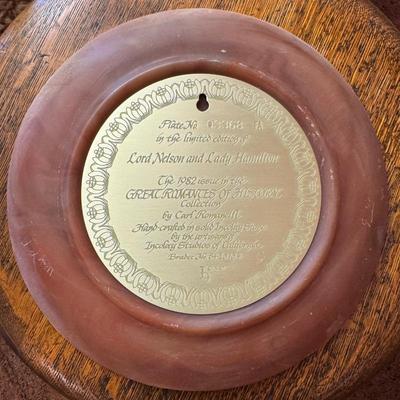 Plate No
in the limited edition of
Lord Nelson and Lady Hamilton
The 1982 issue in the
GREAT ROMANCES OF HISTORY
Collection
by Carl Romanelli
Hand-crafted in solid Incolay Stone
by the artisans of
Incolay Studios of California
Bradex